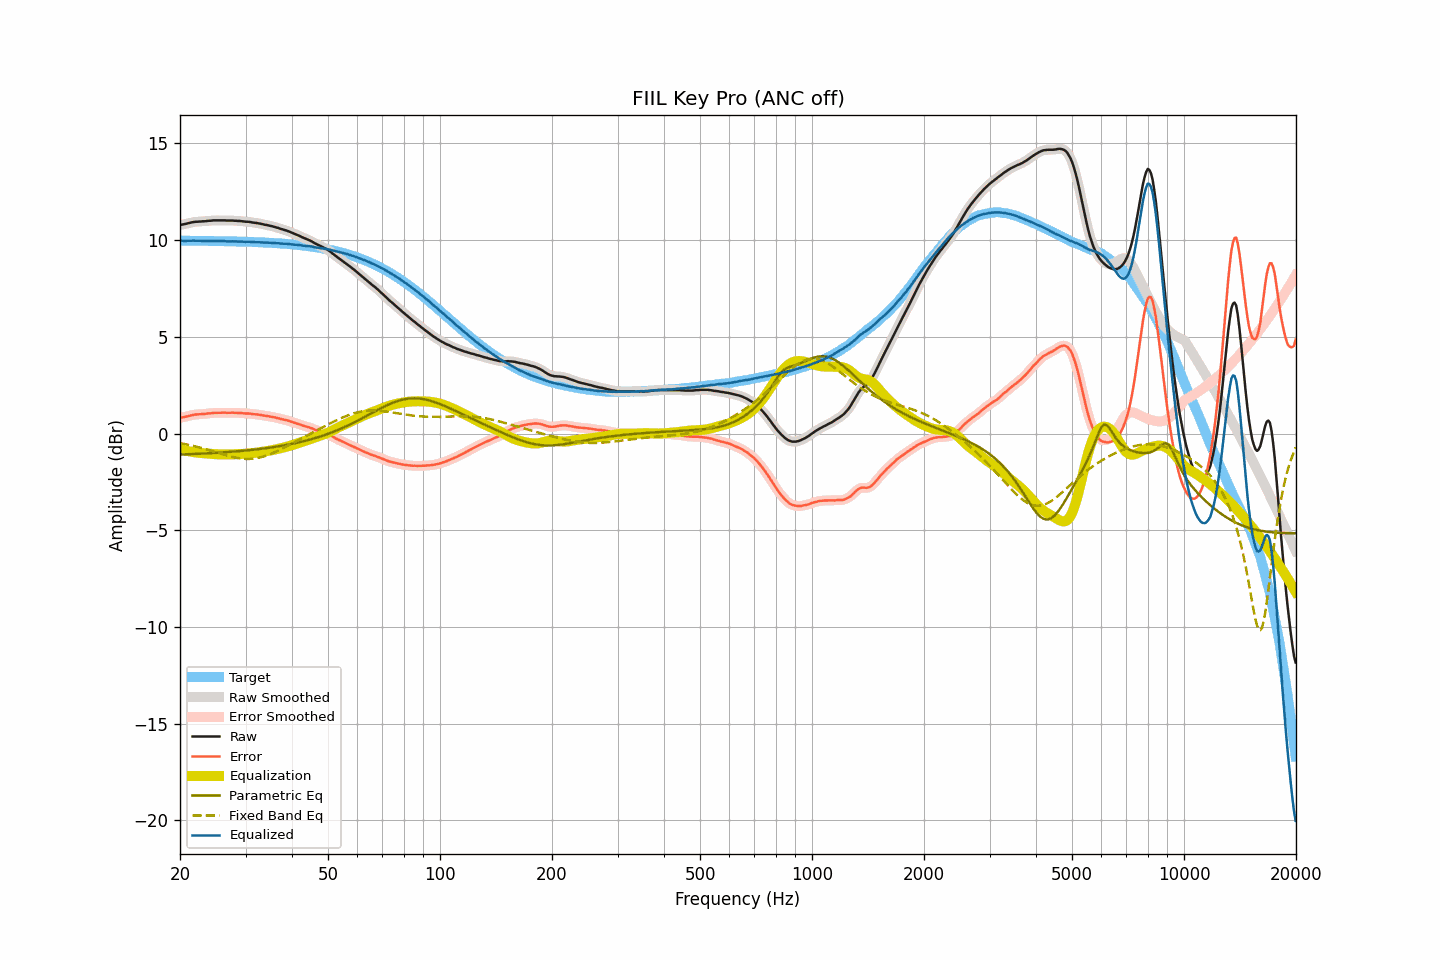 FIIL Key Pro (ANC off)
Amplitude (dBr)
15
10
5
0
−5
−10
−15
−20
Target
Raw Smoothed
Error Smoothed
Raw
Error
Equalization
Parametric Eq
Fixed Band Eq
Equalized
20 50 100 200 500 1000 2000 5000 10000 20000
Frequency (Hz)